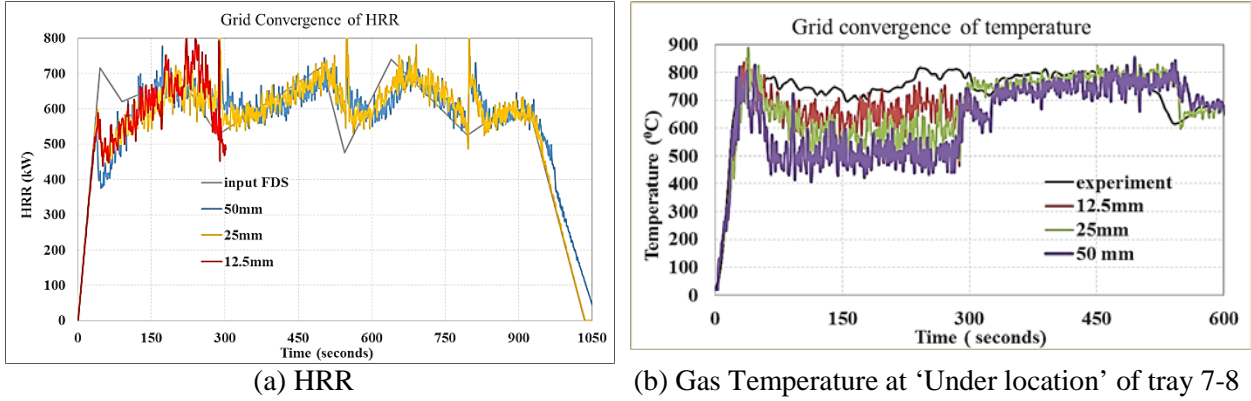 Grid Convergence of HRR
800
700
600
500
400
300
200
100
0
HRR (kW)
input FDS
50mm
25mm
12.5mm
0 150 300 450 600 750 900 1050
Time (seconds)
(a) HRR
Grid convergence of temperature
900
800
700
600
500
400
300
200
100
0
Temperature (⁰C)
experiment
12.5mm
25mm
50 mm
0 150 300 450 600
Time ( seconds)
(b) Gas Temperature at ‘Under location’ of tray 7-8